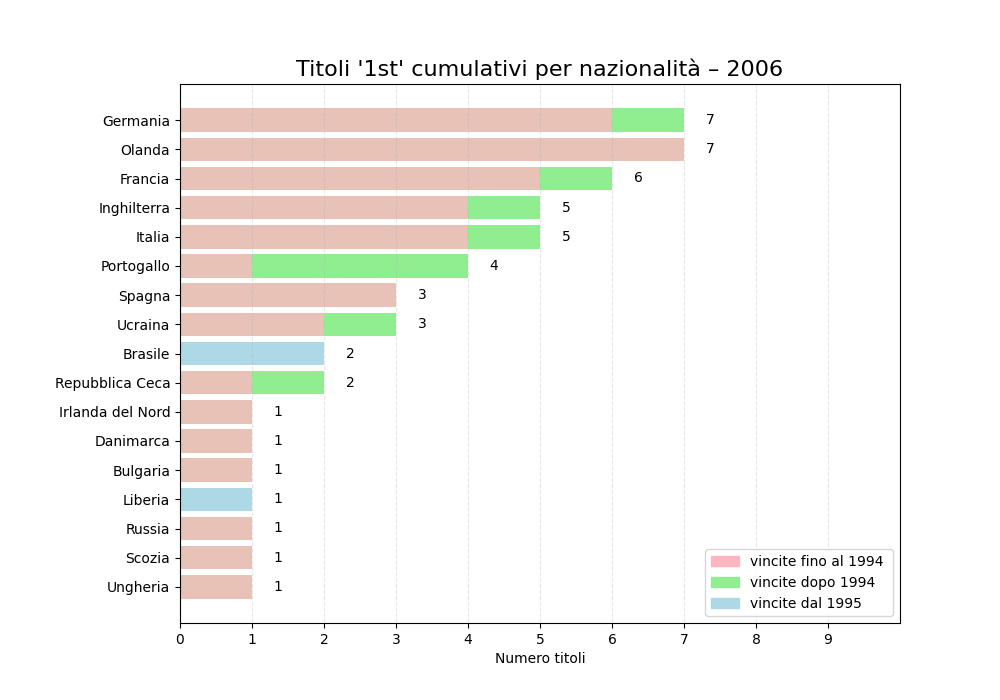 Titoli '1st' cumulativi per nazionalità – 2006
Germania 7
Olanda 7
Francia 6
Inghilterra 5
Italia 5
Portogallo 4
Spagna 3
Ucraina 3
Brasile 2
Repubblica Ceca 2
Irlanda del Nord 1
Danimarca 1
Bulgaria 1
Liberia 1
Russia 1
Scozia 1
Ungheria 1
vincite fino al 1994
vincite dopo 1994
vincite dal 1995
0 1 2 3 4 5 6 7 8 9
Numero titoli